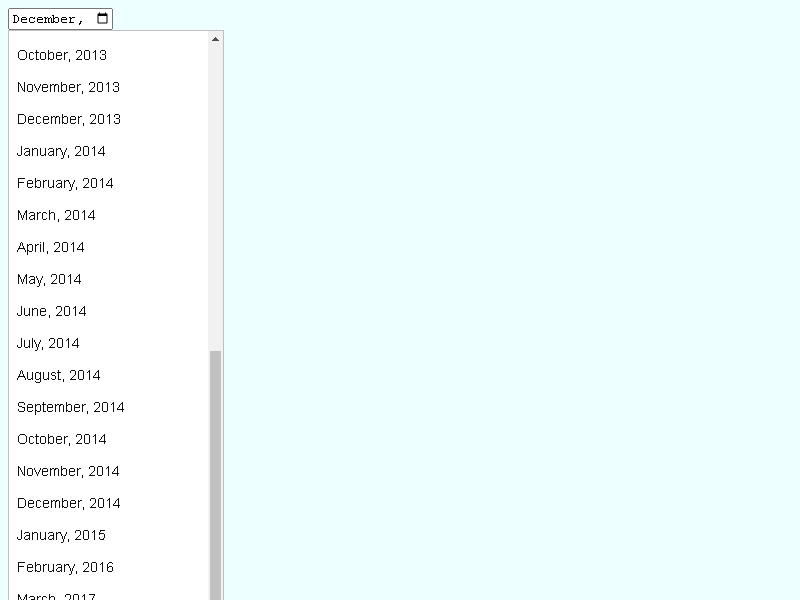 December,
October, 2013
November, 2013
December, 2013
January, 2014
February, 2014
March, 2014
April, 2014
May, 2014
June, 2014
July, 2014
August, 2014
September, 2014
October, 2014
November, 2014
December, 2014
January, 2015
February, 2016
March, 2017